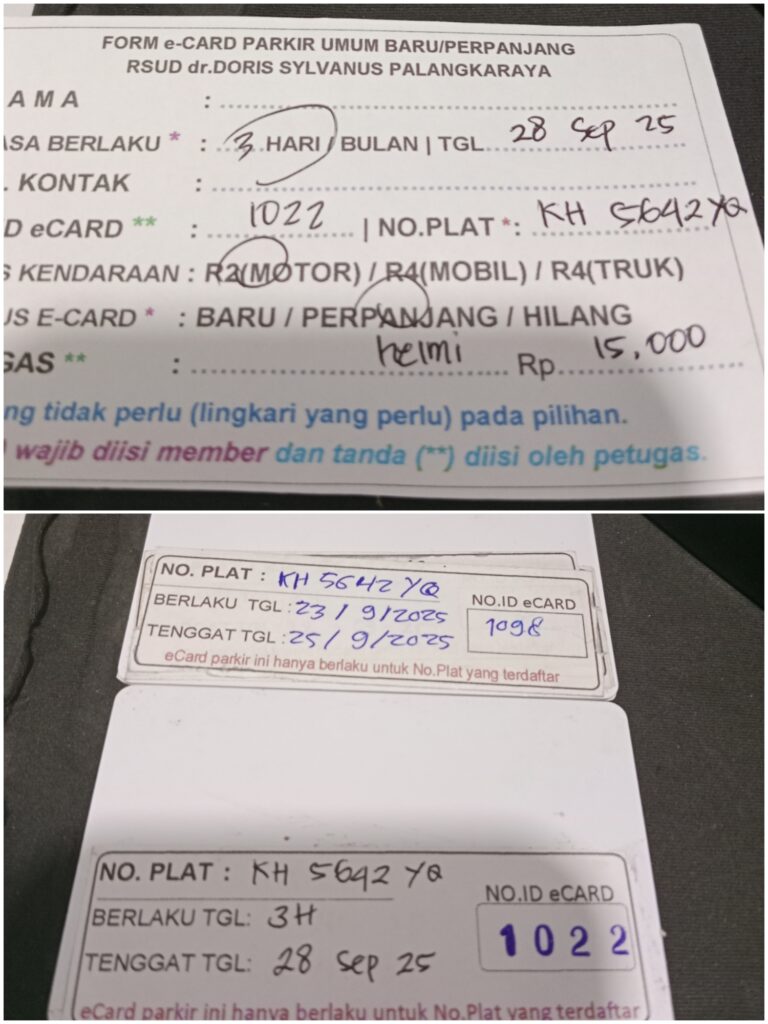 FORM e-CARD PARKIR UMUM BARU/PERPANJANG
RSUD dr.DORIS SYLVANUS PALANGKARAYA
AMA : ................
ASA BERLAKU * : 3 HARI / BULAN | TGL 28 Sep 25
. KONTAK : ................
D eCARD ** : 1022 | NO.PLAT *: KH 5642 YQ
S KENDARAAN : R2(MOTOR) / R4(MOBIL) / R4(TRUK)
US E-CARD * : BARU / PERPANJANG / HILANG
GAS ** : helmi Rp. 15.000
ng tidak perlu (lingkari yang perlu) pada pilihan.
) wajib diisi member dan tanda (**) diisi oleh petugas.
NO. PLAT : KH 5642 YQ
BERLAKU TGL : 23/9/2025
NO.ID eCARD
TENGGAT TGL : 25/9/2025
1098
eCard parkir ini hanya berlaku untuk No.Plat yang terdaftar
NO. PLAT : KH 5642 YQ
NO.ID eCARD
BERLAKU TGL: 3H
1022
TENGGAT TGL: 28 Sep 25
eCard parkir ini hanya berlaku untuk No.Plat yang terdaftar